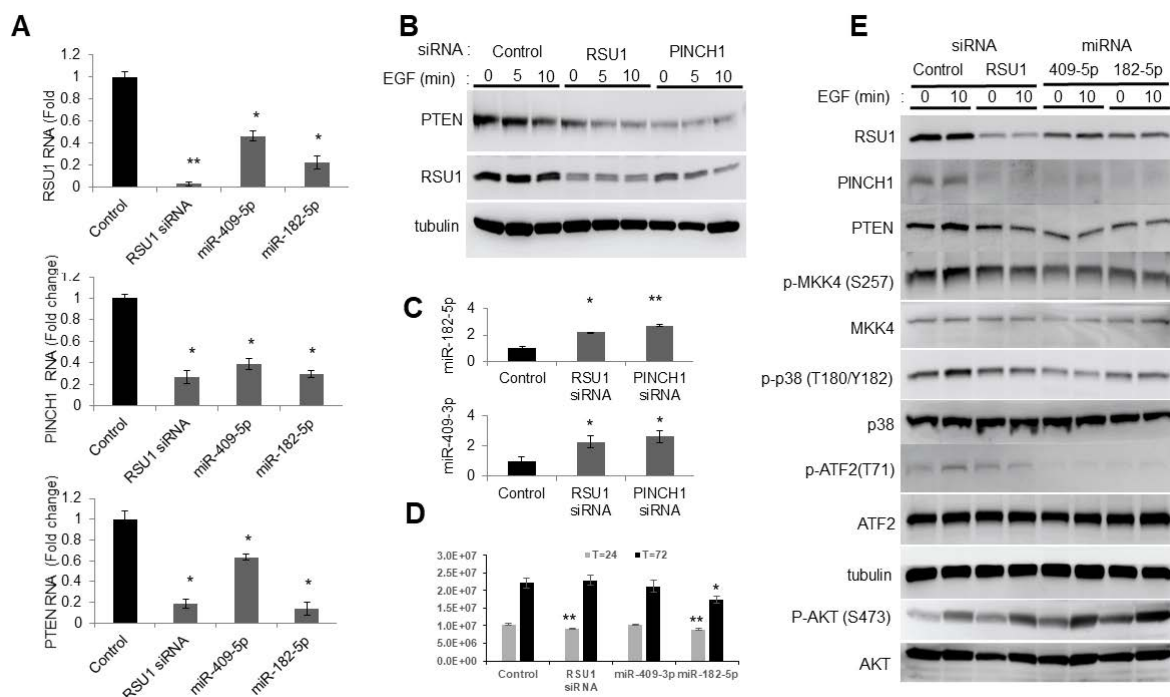 A
RSU1 RNA (Fold
1.2
1
0.8
0.6
0.4
0.2
0
**
*
*
Control
RSU1 siRNA
miR-409-5p
miR-182-5p
PINCH1 RNA (Fold change)
1.2
1
0.8
0.6
0.4
0.2
0
*
*
*
Control
RSU1 siRNA
miR-409-5p
miR-182-5p
PTEN RNA (Fold change)
1.2
1
0.8
0.6
0.4
0.2
0
*
*
*
Control
RSU1 siRNA
miR-409-5p
miR-182-5p
B
siRNA : Control RSU1 PINCH1
EGF (min) 0 5 10 0 5 10 0 5 10
PTEN
RSU1
tubulin
C
miR-182-5p
4
2
0
* **
Control RSU1 siRNA PINCH1 siRNA
miR-409-3p
4
2
0
* *
Control RSU1 siRNA PINCH1 siRNA
D
T=24 T=72
3.0E+07
2.5E+07
2.0E+07
1.5E+07
1.0E+07
5.0E+06
0.0E+00
** ** *
Control RSU1 siRNA miR-409-3p miR-182-5p
E
siRNA miRNA
Control RSU1 409-5p 182-5p
EGF (min) : 0 10 0 10 0 10 0 10
RSU1
PINCH1
PTEN
p-MKK4 (S257)
MKK4
p-p38 (T180/Y182)
p38
p-ATF2(T71)
ATF2
tubulin
P-AKT (S473)
AKT